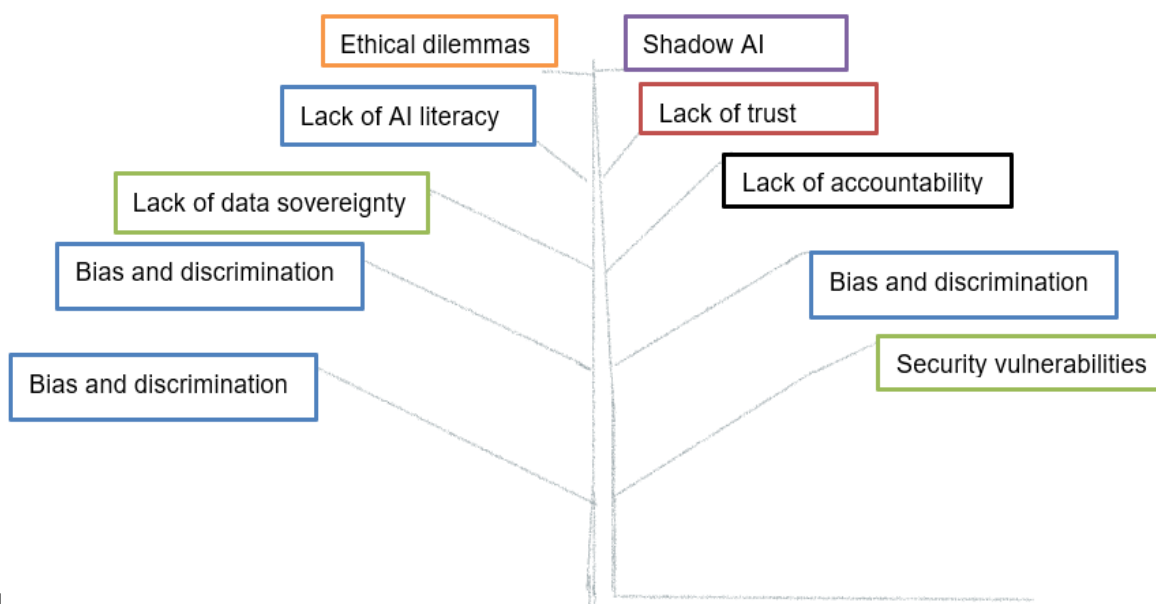 Ethical dilemmas
Shadow AI
Lack of AI literacy
Lack of trust
Lack of data sovereignty
Lack of accountability
Bias and discrimination
Bias and discrimination
Bias and discrimination
Security vulnerabilities